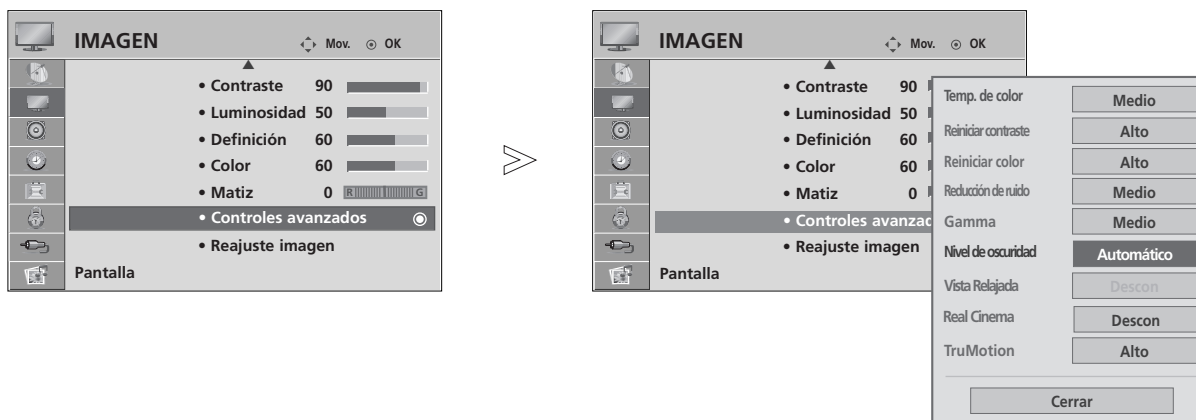 IMAGEN Mov. OK
• Contraste 90
• Luminosidad 50
• Definición 60
• Color 60
• Matiz 0 R G
• Controles avanzados
• Reajuste imagen
Pantalla
>>
IMAGEN Mov. OK
• Contraste 90
• Luminosidad 50
• Definición 60
• Color 60
• Matiz 0
• Controles avanzad
• Reajuste imagen
Pantalla
Temp. de color Medio
Reiniciar contraste Alto
Reiniciar color Alto
Reducción de ruido Medio
Gamma Medio
Nivel de oscuridad Automático
Vista Relajada Descon
Real Cinema Descon
TruMotion Alto
Cerrar